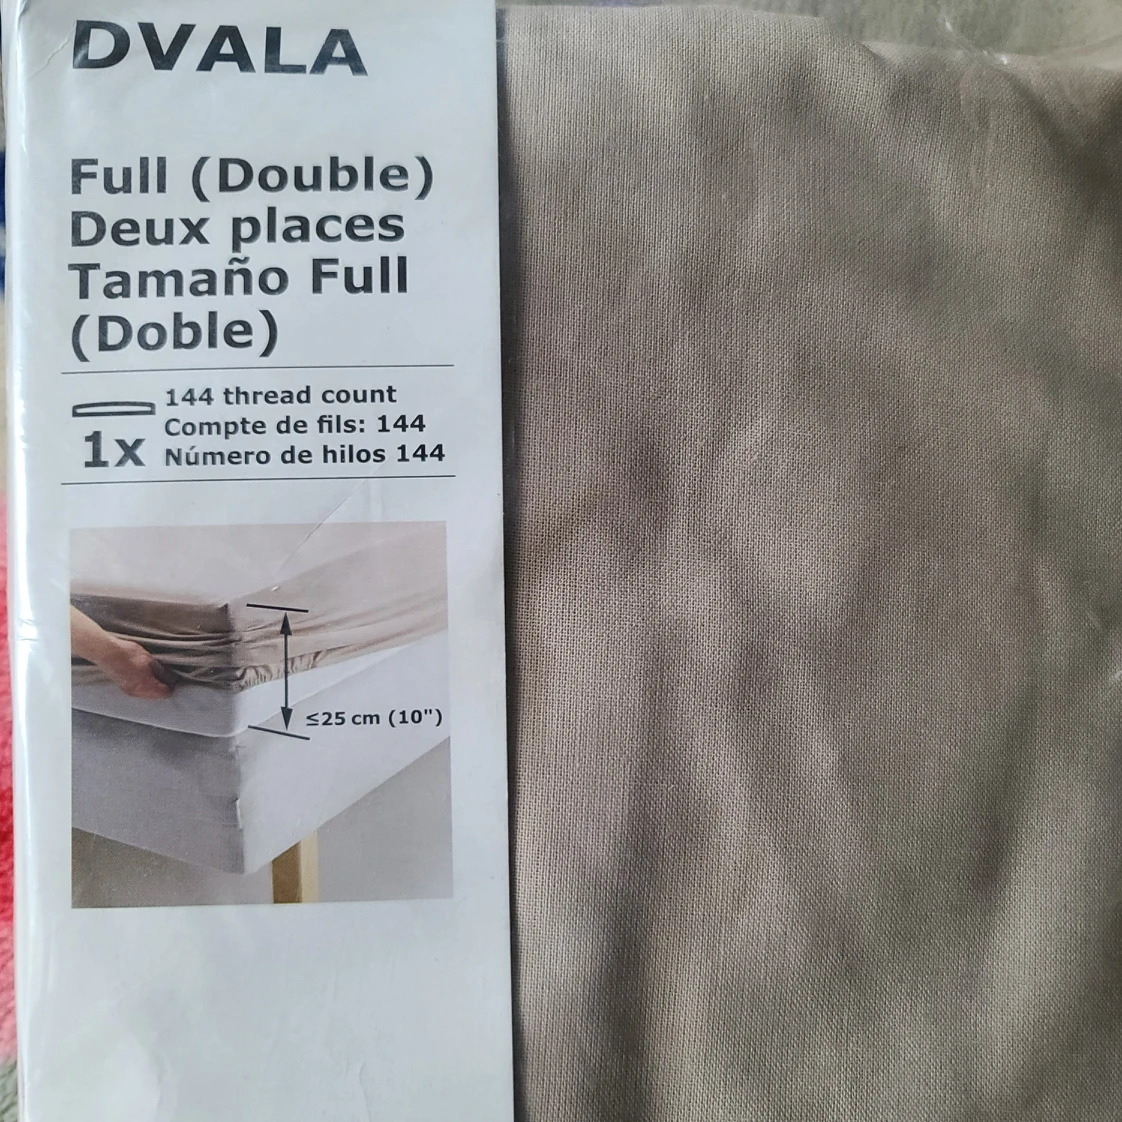 DVALA
Full (Double)
Deux places
Tamaño Full
(Doble)
144 thread count
Compte de fils: 144
1x
Número de hilos 144
≤25 cm (10")